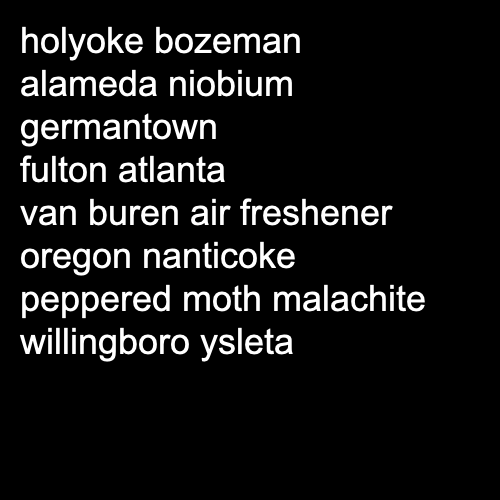 holyoke bozeman
alameda niobium
germantown
fulton atlanta
van buren air freshener
oregon nanticoke
peppered moth malachite
willingboro ysleta